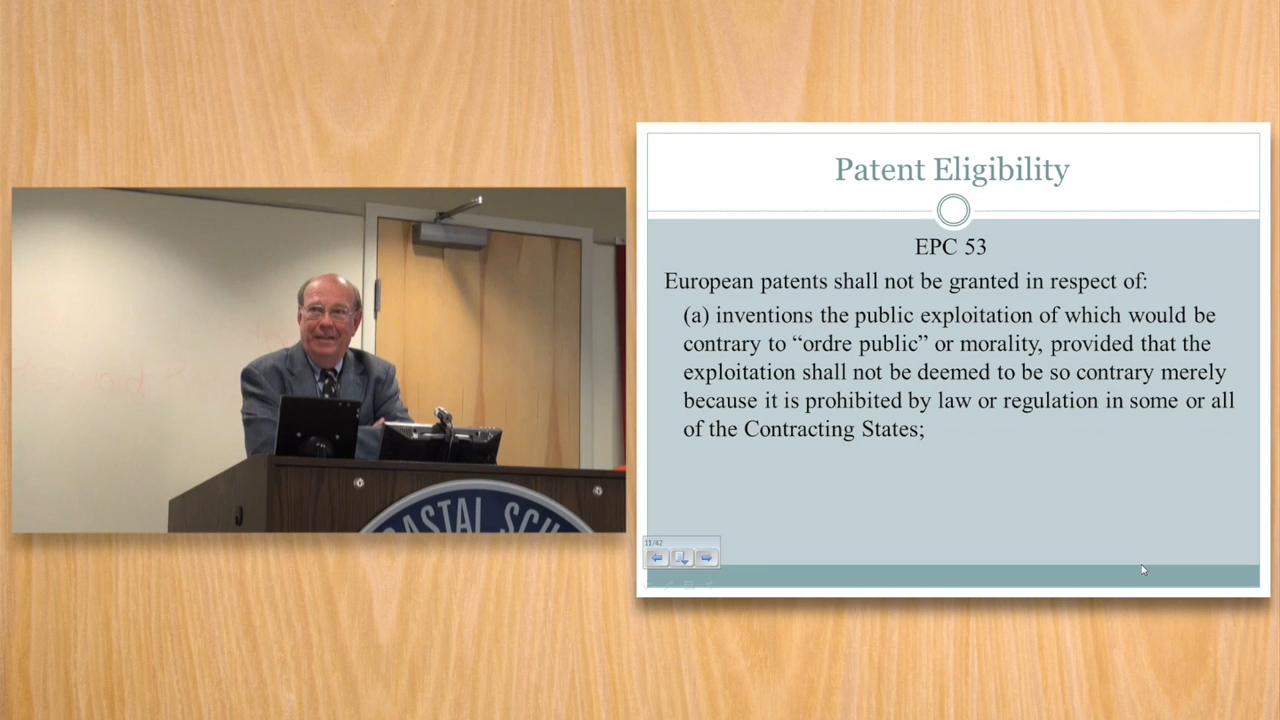 Patent Eligibility
EPC 53
European patents shall not be granted in respect of:
(a) inventions the public exploitation of which would be
contrary to “ordre public” or morality, provided that the
exploitation shall not be deemed to be so contrary merely
because it is prohibited by law or regulation in some or all
of the Contracting States;
11/42